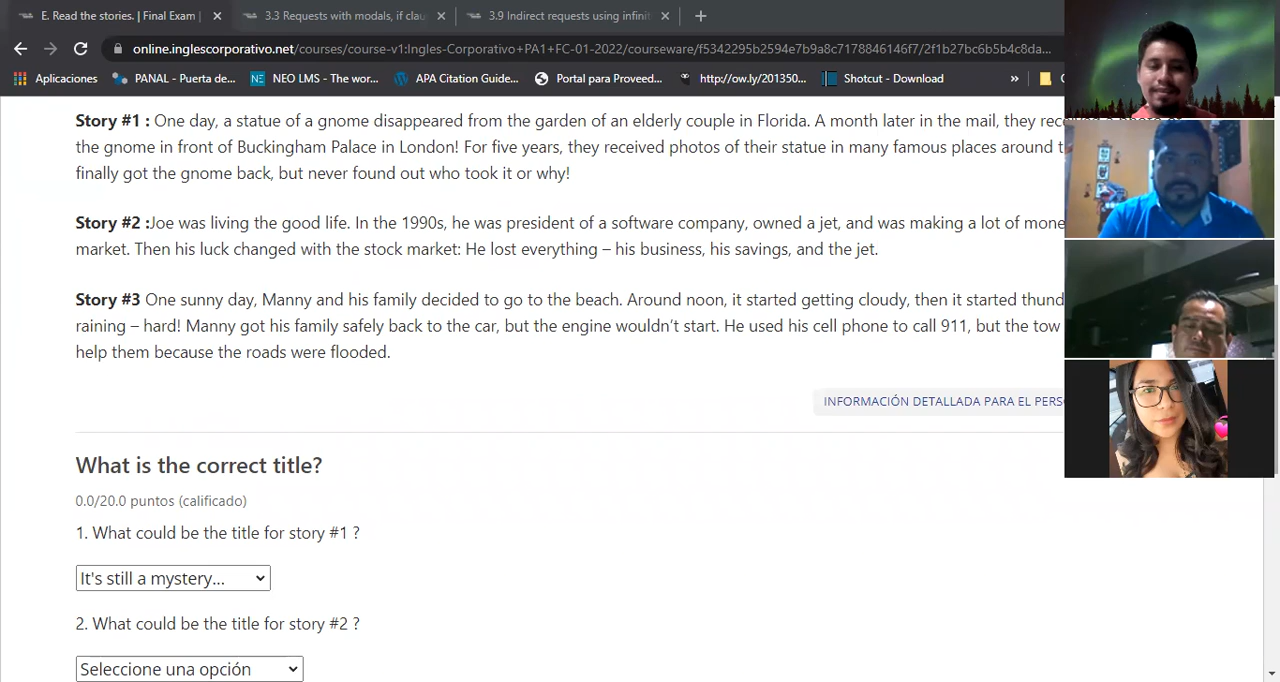 E. Read the stories. | Final Exam |
3.3 Requests with modals, if clau
3.9 Indirect requests using infinit
online.inglescorporativo.net/courses/course-v1:Ingles-Corporativo+PA1+FC-01-2022/courseware/f5342295b2594e7b9a8c7178846146f7/2f1b27bc6b5b4c8da...
Aplicaciones PANAL - Puerta de... NEO LMS - The wor... APA Citation Guide... Portal para Proveed... http://ow.ly/201350... Shotcut - Download »
Story #1 : One day, a statue of a gnome disappeared from the garden of an elderly couple in Florida. A month later in the mail, they
the gnome in front of Buckingham Palace in London! For five years, they received photos of their statue in many famous places around
finally got the gnome back, but never found out who took it or why!
Story #2 :Joe was living the good life. In the 1990s, he was president of a software company, owned a jet, and was making a lot of
market. Then his luck changed with the stock market: He lost everything – his business, his savings, and the jet.
Story #3 One sunny day, Manny and his family decided to go to the beach. Around noon, it started getting cloudy, then it started
raining – hard! Manny got his family safely back to the car, but the engine wouldn't start. He used his cell phone to call 911, but the tow
help them because the roads were flooded.
INFORMACIÓN DETALLADA PARA EL
What is the correct title?
0.0/20.0 puntos (calificado)
1. What could be the title for story #1 ?
It's still a mystery...
2. What could be the title for story #2 ?
Seleccione una opción